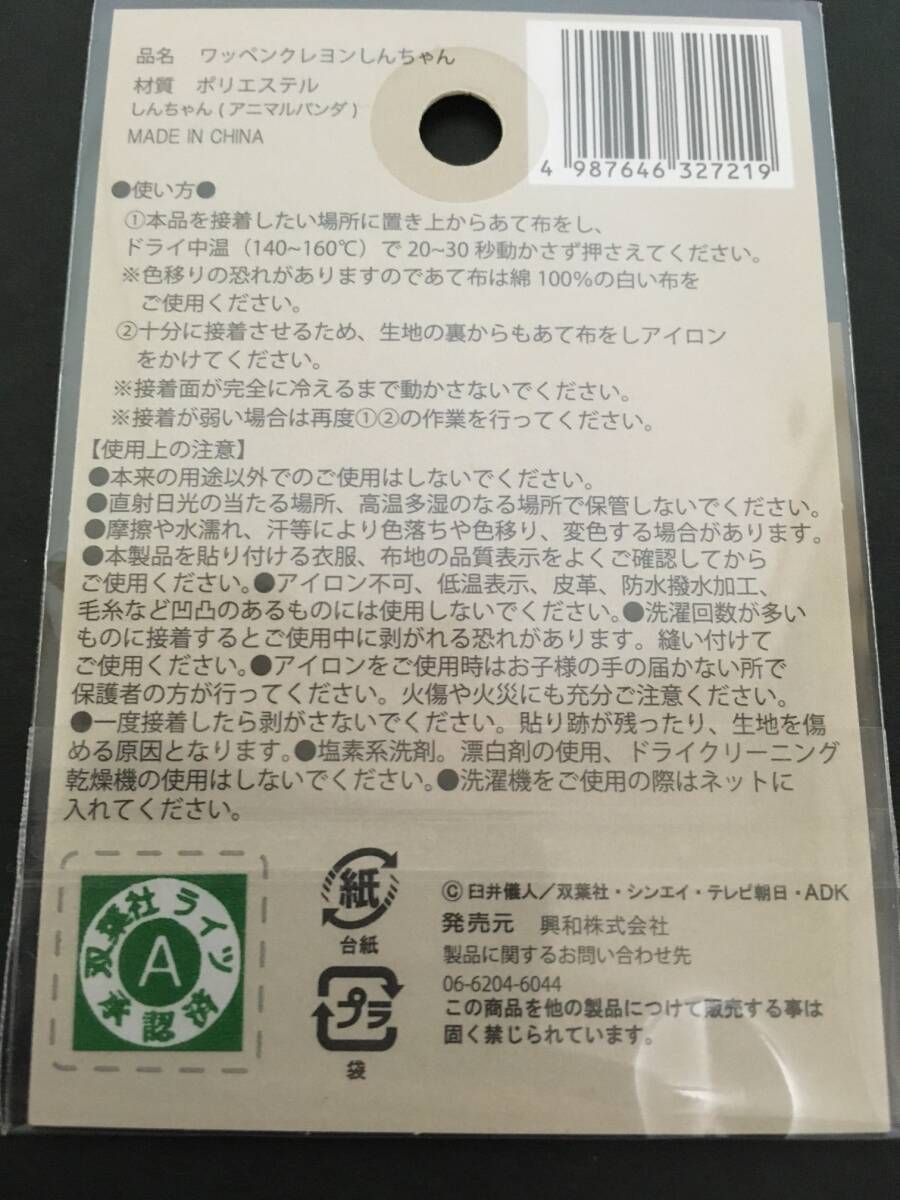 品名 ワッペンクレヨンしんちゃん
材質 ポリエステル
しんちゃん(アニマルパンダ)
MADE IN CHINA
4 987646 327219
●使い方●
①本品を接着したい場所に置き上からあて布をし、
ドライ中温(140~160℃)で20~30秒動かさず押さえてください。
※色移りの恐れがありますのであて布は綿100%の白い布を
ご使用ください。
②十分に接着させるため、生地の裏からもあて布をしアイロン
をかけてください。
※接着面が完全に冷えるまで動かさないでください。
※接着が弱い場合は再度①②の作業を行ってください。
【使用上の注意】
●本来の用途以外でのご使用はしないでください。
●直射日光の当たる場所、高温多湿のなる場所で保管しないでください。
●摩擦や水濡れ、汗等により色落ちや色移り、変色する場合があります。
●本製品を貼り付ける衣服、布地の品質表示をよくご確認してから
ご使用ください。●アイロン不可、低温表示、皮革、防水撥水加工、
毛糸など凹凸のあるものには使用しないでください。●洗濯回数が多い
ものに接着するとご使用中に剥がれる恐れがあります。縫い付けて
ご使用ください。●アイロンをご使用時はお子様の手の届かない所で
保護者の方が行ってください。火傷や火災にも充分ご注意ください。
●一度接着したら剥がさないでください。貼り跡が残ったり、生地を傷
める原因となります。●塩素系洗剤。漂白剤の使用、ドライクリーニング
乾燥機の使用はしないでください。●洗濯機をご使用の際はネットに
入れてください。
双葉社ライツ
A
承認済
紙
台紙
プラ
袋
©臼井儀人/双葉社・シンエイ・テレビ朝日・ADK
発売元 興和株式会社
製品に関するお問い合わせ先
06-6204-6044
この商品を他の製品につけて販売する事は
固く禁じられています。